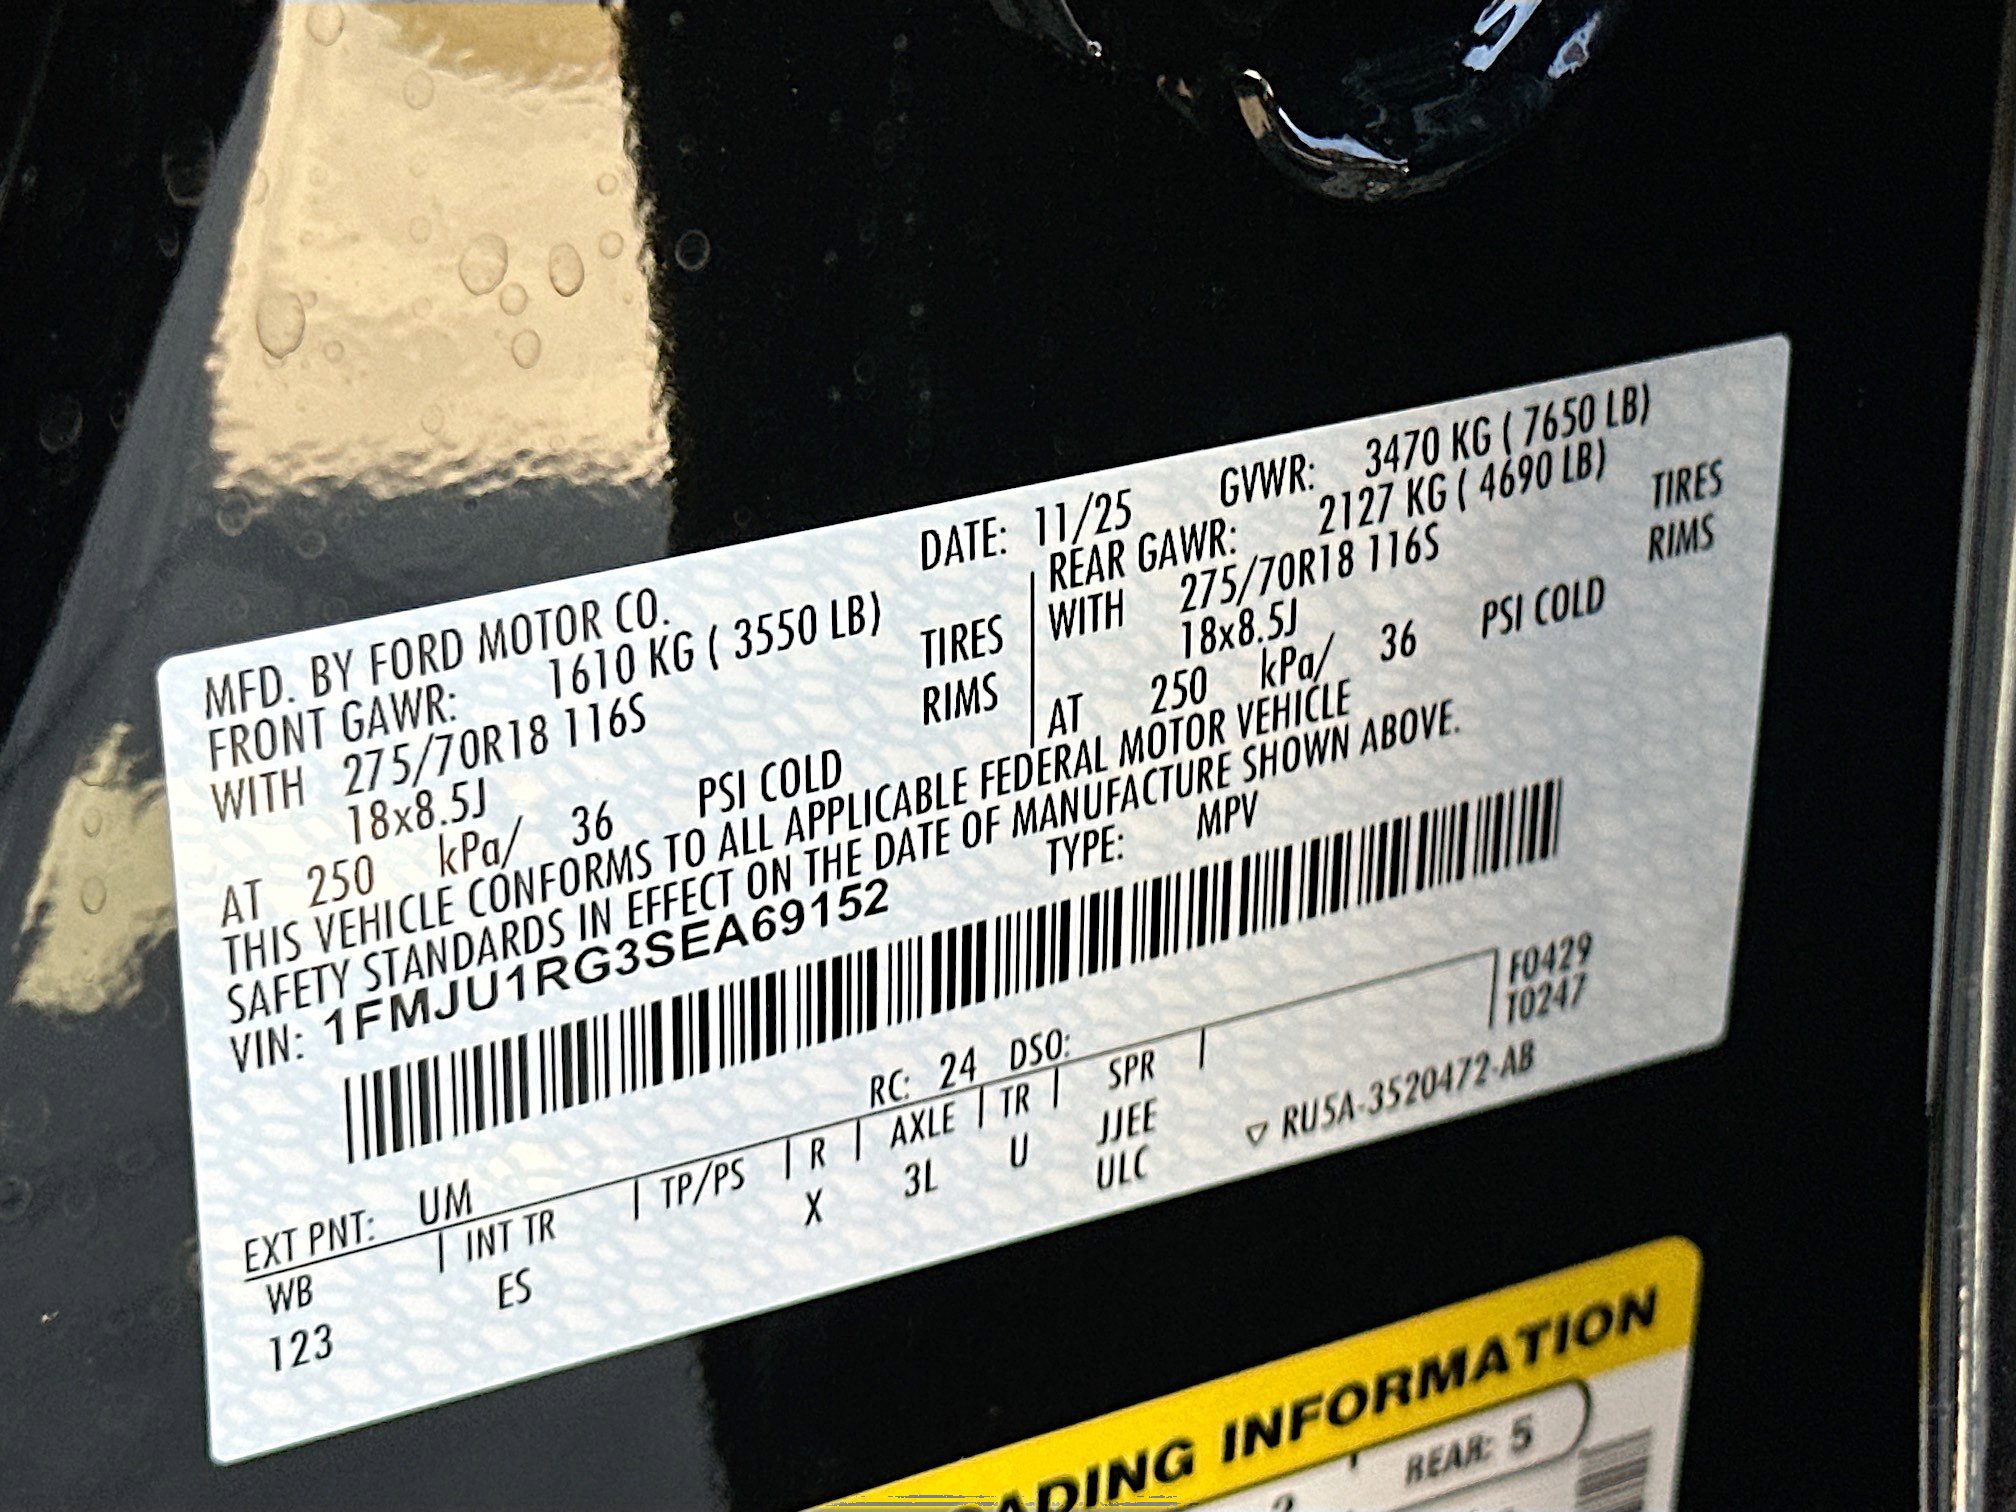 MFD. BY FORD MOTOR CO. DATE: 11/25 GVWR: 3470 KG ( 7650 LB)
FRONT GAWR: 1610 KG ( 3550 LB) REAR GAWR: 2127 KG ( 4690 LB)
WITH 275/70R18 116S TIRES WITH 275/70R18 116S TIRES
18x8.5J RIMS 18x8.5J RIMS
AT 250 kPa/ 36 PSI COLD AT 250 kPa/ 36 PSI COLD
THIS VEHICLE CONFORMS TO ALL APPLICABLE FEDERAL MOTOR VEHICLE
SAFETY STANDARDS IN EFFECT ON THE DATE OF MANUFACTURE SHOWN ABOVE.
VIN: 1FMJU1RG3SEA69152 TYPE: MPV
F0429
T0247
EXT PNT: UM RC: 24 DSO:
WB | INT TR | TP/PS | R | AXLE | TR | SPR |
123 ES X 3L U JJEE
ULC
▽ RU5A-3520472-AB
ADING INFORMATION
REAR: 5